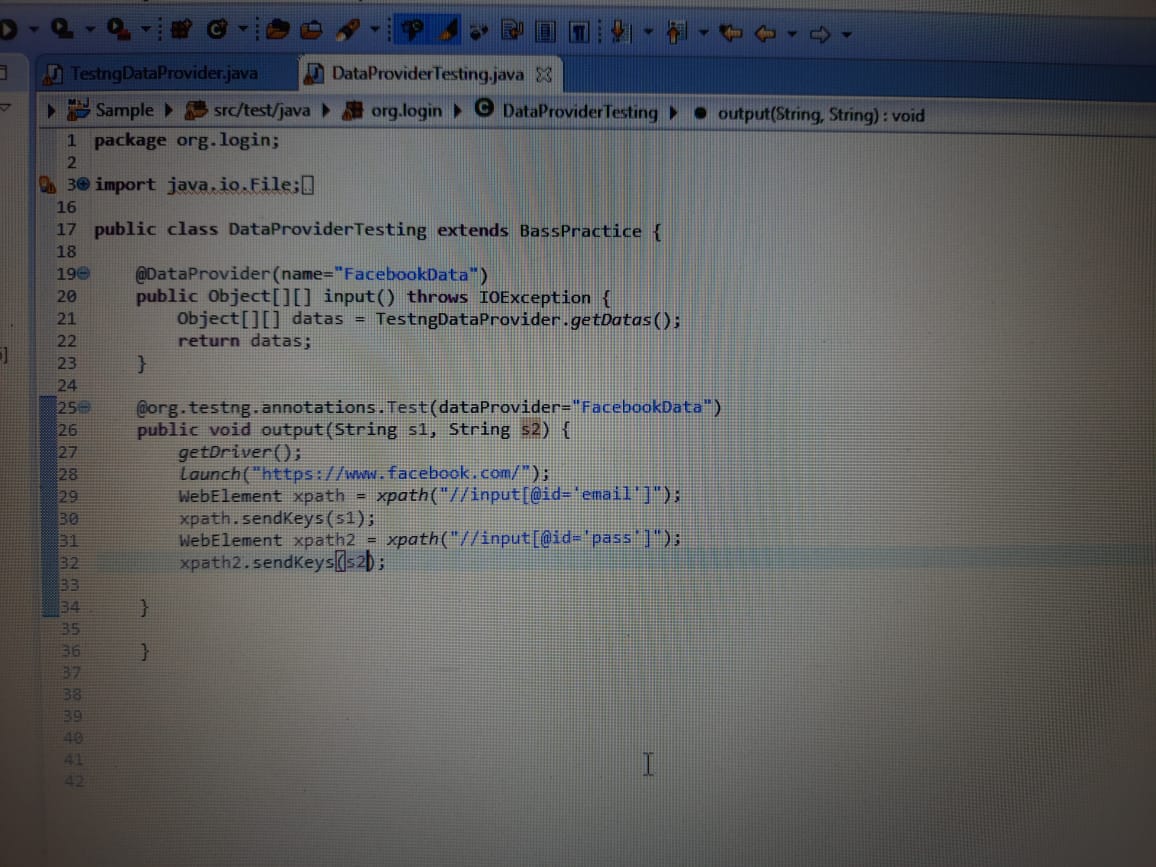 TestngDataProvider.java
DataProviderTesting.java
Sample src/test/java org.login DataProviderTesting output(String, String) : void
1 package org.login;
2
3 import java.io.File;
16
17 public class DataProviderTesting extends BassPractice {
18
19 @DataProvider(name="FacebookData")
20 public Object[][] input() throws IOException {
21 Object[][] datas = TestngDataProvider.getDatas();
22 return datas;
23 }
24
25 @org.testng.annotations.Test(dataProvider="FacebookData")
26 public void output(String s1, String s2) {
27 getDriver();
28 launch("https://www.facebook.com/");
29 WebElement xpath = xpath("//input[@id='email']");
30 xpath.sendKeys(s1);
31 WebElement xpath2 = xpath("//input[@id='pass']");
32 xpath2.sendKeys(s2);
33
34 }
35
36 }
37
38
39
40
41
42